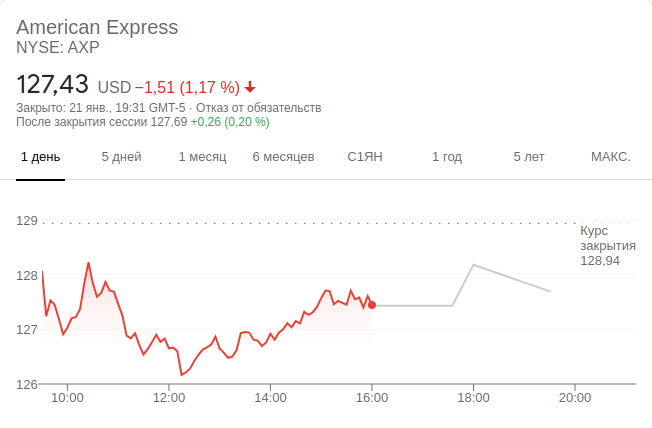 American Express
NYSE: AXP
127,43 USD −1,51 (1,17 %)
Закрыто: 21 янв., 19:31 GMT-5 · Отказ от обязательств
После закрытия сессии 127,69 +0,26 (0,20 %)
1 день 5 дней 1 месяц 6 месяцев С1ЯН 1 год 5 лет МАКС.
129
Курс
закрытия
128,94
128
127
126
10:00 12:00 14:00 16:00 18:00 20:00